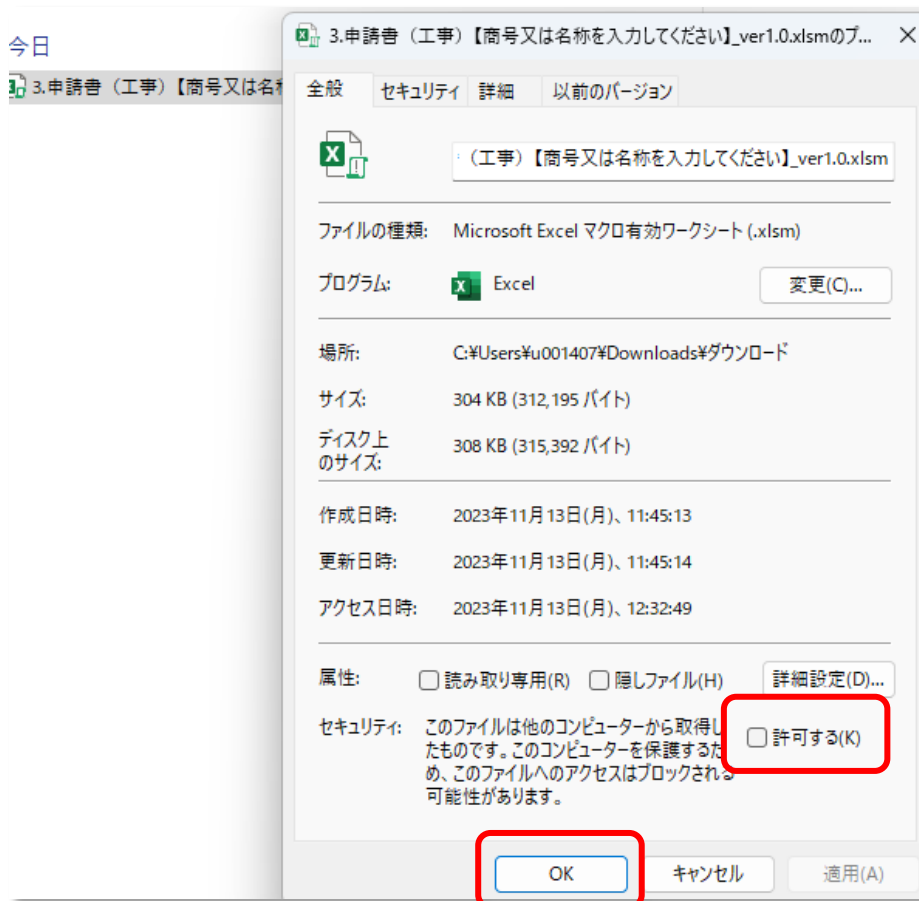 今日
3.申請書（工事）【商号又は名称を入力してください】_ver1.0.xlsmのプ... ×
3.申請書（工事）【商号又は名
全般 セキュリティ 詳細 以前のバージョン
（工事）【商号又は名称を入力してください】_ver1.0.xlsm
ファイルの種類: Microsoft Excel マクロ有効ワークシート (.xlsm)
プログラム: Excel 変更(C)...
場所: C:¥Users¥u001407¥Downloads¥ダウンロード
サイズ: 304 KB (312,195 バイト)
ディスク上
のサイズ: 308 KB (315,392 バイト)
作成日時: 2023年11月13日(月)、11:45:13
更新日時: 2023年11月13日(月)、11:45:14
アクセス日時: 2023年11月13日(月)、12:32:49
属性: 読み取り専用(R) 隠しファイル(H) 詳細設定(D)...
セキュリティ: このファイルは他のコンピューターから取得し
たものです。このコンピューターを保護するた
め、このファイルへのアクセスはブロックされる
可能性があります。
許可する(K)
OK キャンセル 適用(A)